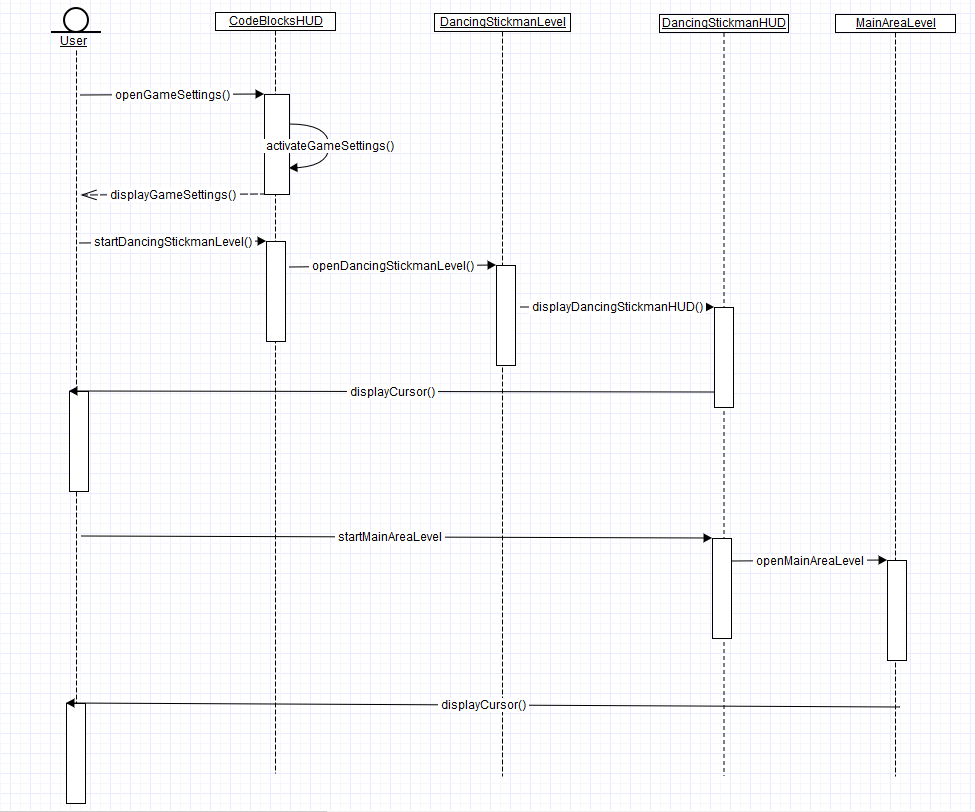 User
CodeBlocksHUD
DancingStickmanLevel
DancingStickmanHUD
MainAreaLevel
openGameSettings()
activateGameSettings()
displayGameSettings()
startDancingStickmanLevel()
openDancingStickmanLevel()
displayDancingStickmanHUD()
displayCursor()
startMainAreaLevel
openMainAreaLevel
displayCursor()